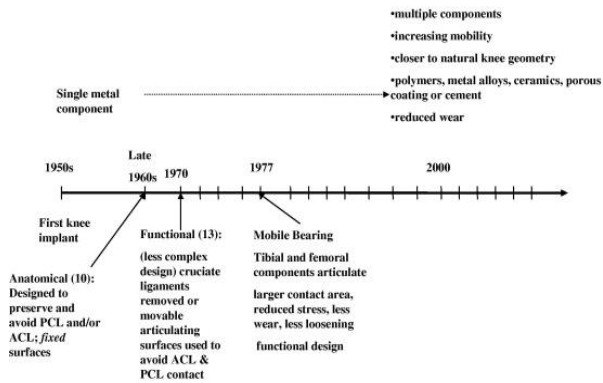 •multiple components
•increasing mobility
•closer to natural knee geometry
•polymers, metal alloys, ceramics, porous
coating or cement
•reduced wear
Single metal
component
Late
1950s
1960s
1970
1977
2000
First knee
implant
Anatomical (10):
Designed to
preserve and
avoid PCL and/or
ACL; fixed
surfaces
Functional (13):
(less complex
design) cruciate
ligaments
removed or
movable
articulating
surfaces used to
avoid ACL &
PCL contact
Mobile Bearing
Tibial and femoral
components articulate
larger contact area,
reduced stress, less
wear, less loosening
functional design